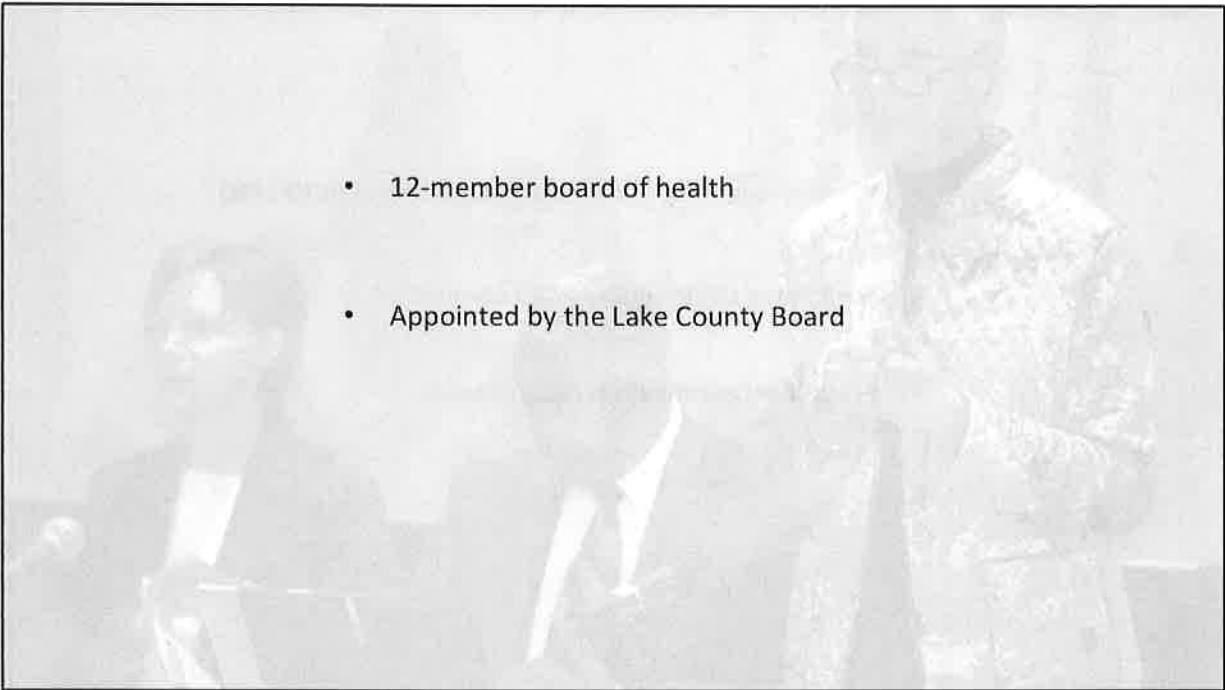 • 12-member board of health
• Appointed by the Lake County Board